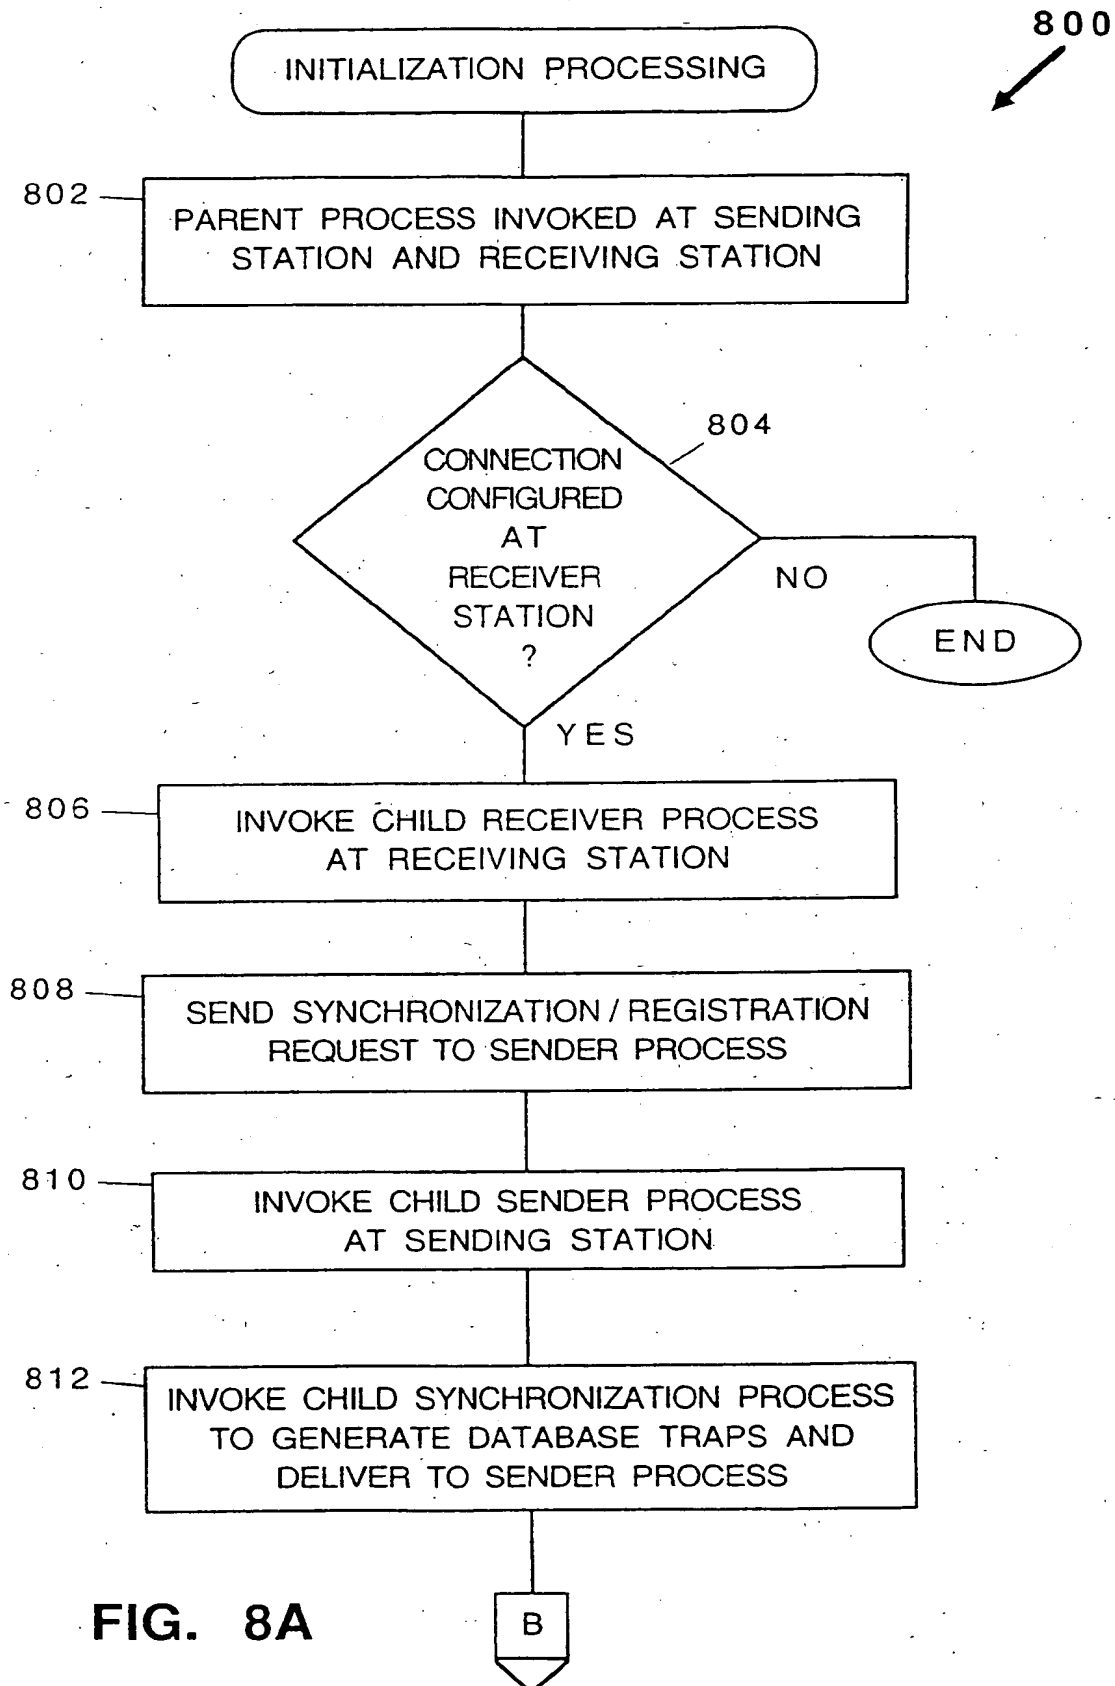 800
INITIALIZATION PROCESSING
802
PARENT PROCESS INVOKED AT SENDING
STATION AND RECEIVING STATION
804
CONNECTION
CONFIGURED
AT
RECEIVER
STATION
?
NO
END
YES
806
INVOKE CHILD RECEIVER PROCESS
AT RECEIVING STATION
808
SEND SYNCHRONIZATION / REGISTRATION
REQUEST TO SENDER PROCESS
810
INVOKE CHILD SENDER PROCESS
AT SENDING STATION
812
INVOKE CHILD SYNCHRONIZATION PROCESS
TO GENERATE DATABASE TRAPS AND
DELIVER TO SENDER PROCESS
FIG. 8A
B